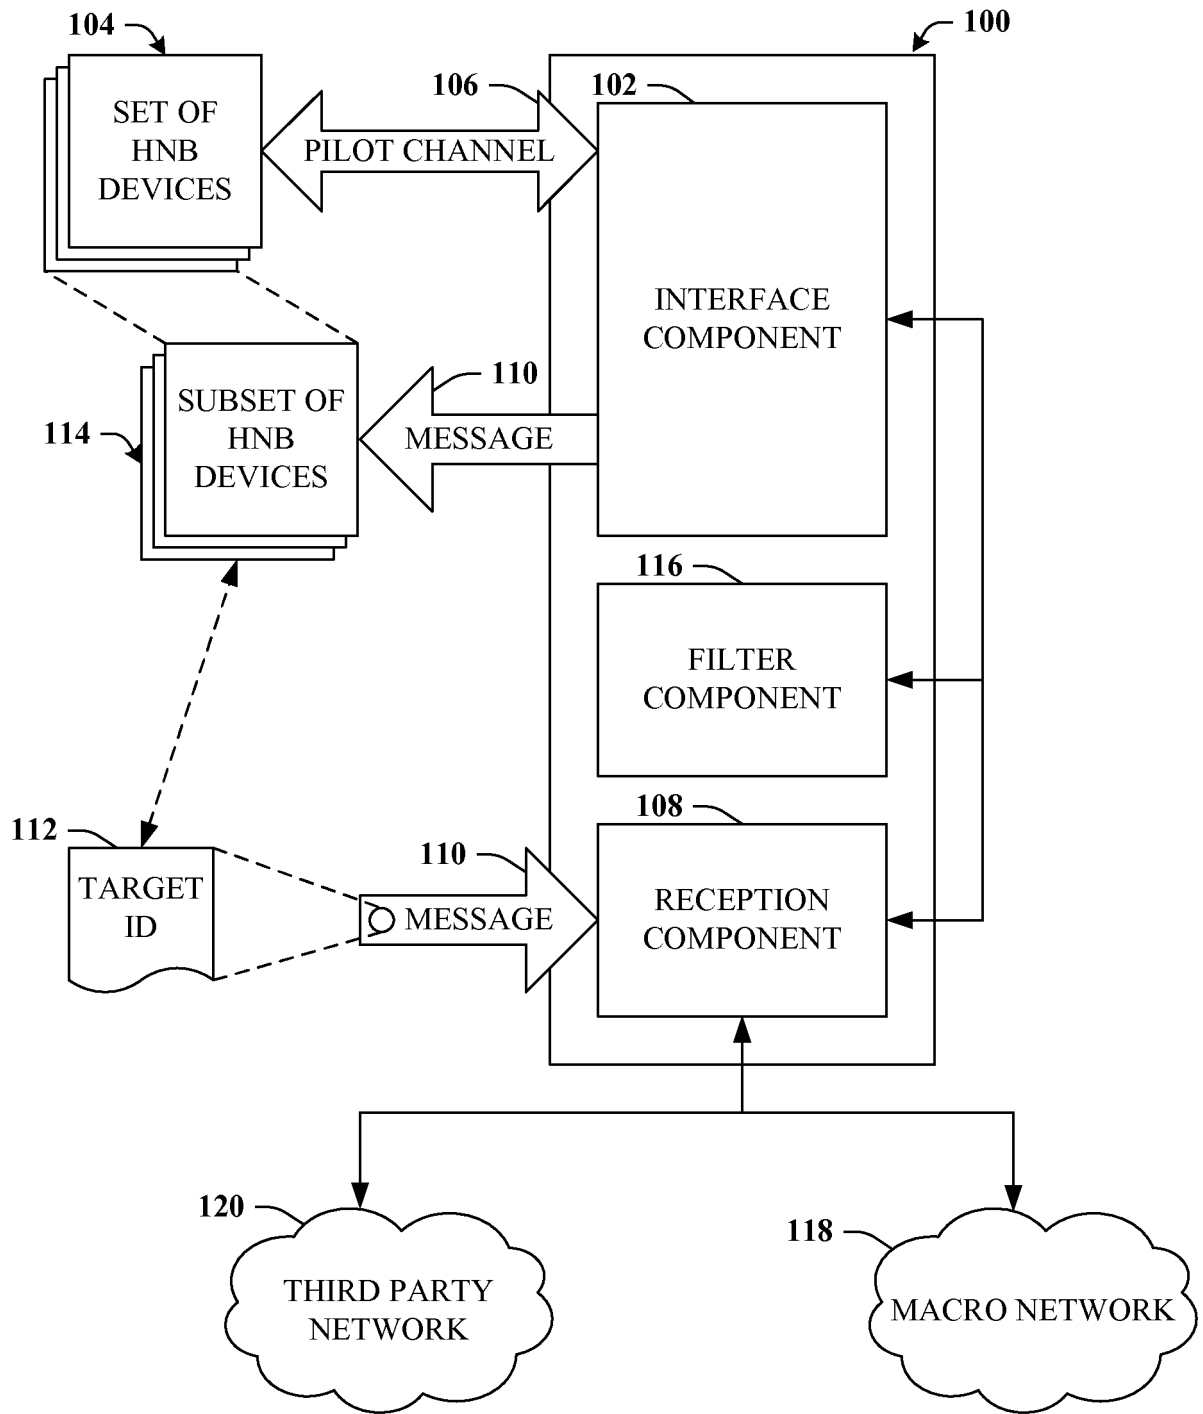 104
100
106
102
SET OF
HNB
DEVICES
PILOT CHANNEL
INTERFACE
COMPONENT
110
114
SUBSET OF
HNB
DEVICES
MESSAGE
116
FILTER
COMPONENT
108
112
TARGET
ID
110
MESSAGE
RECEPTION
COMPONENT
120
THIRD PARTY
NETWORK
118
MACRO NETWORK